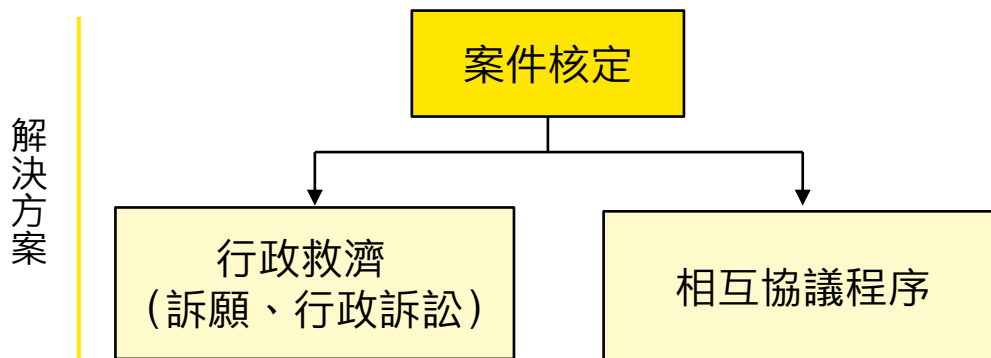 解決方案
案件核定
行政救濟
（訴願、行政訴訟）
相互協議程序